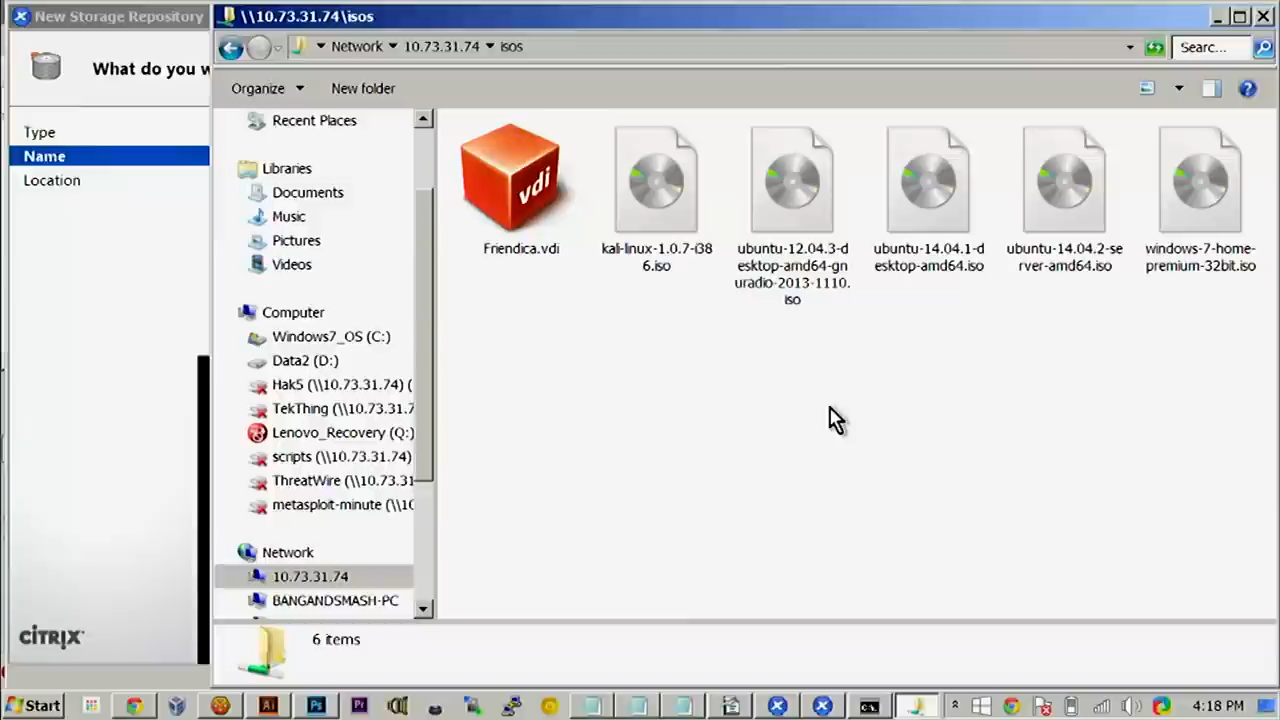 New Storage Repository
\\10.73.31.74\isos
What do you w
Network
10.73.31.74
isos
Searc...
Organize
New folder
Type
Name
Location
Recent Places
Libraries
Documents
Music
Pictures
Videos
Computer
Windows7_OS (C:)
Data2 (D:)
Hak5 (\\10.73.31.74) (
TekThing (\\10.73.31.7
Lenovo_Recovery (Q:)
scripts (\\10.73.31.74)
ThreatWire (\\10.73.31
metasploit-minute (\\10
Network
10.73.31.74
BANGANDSMASH-PC
vdi
Friendica.vdi
kali-linux-1.0.7-i38
6.iso
ubuntu-12.04.3-d
esktop-amd64-gn
uradio-2013-1110.
iso
ubuntu-14.04.1-d
esktop-amd64.iso
ubuntu-14.04.2-se
rver-amd64.iso
windows-7-home-
premium-32bit.iso
CITRIX
6 items
Start
Ai
Ps
Pr
4:18 PM